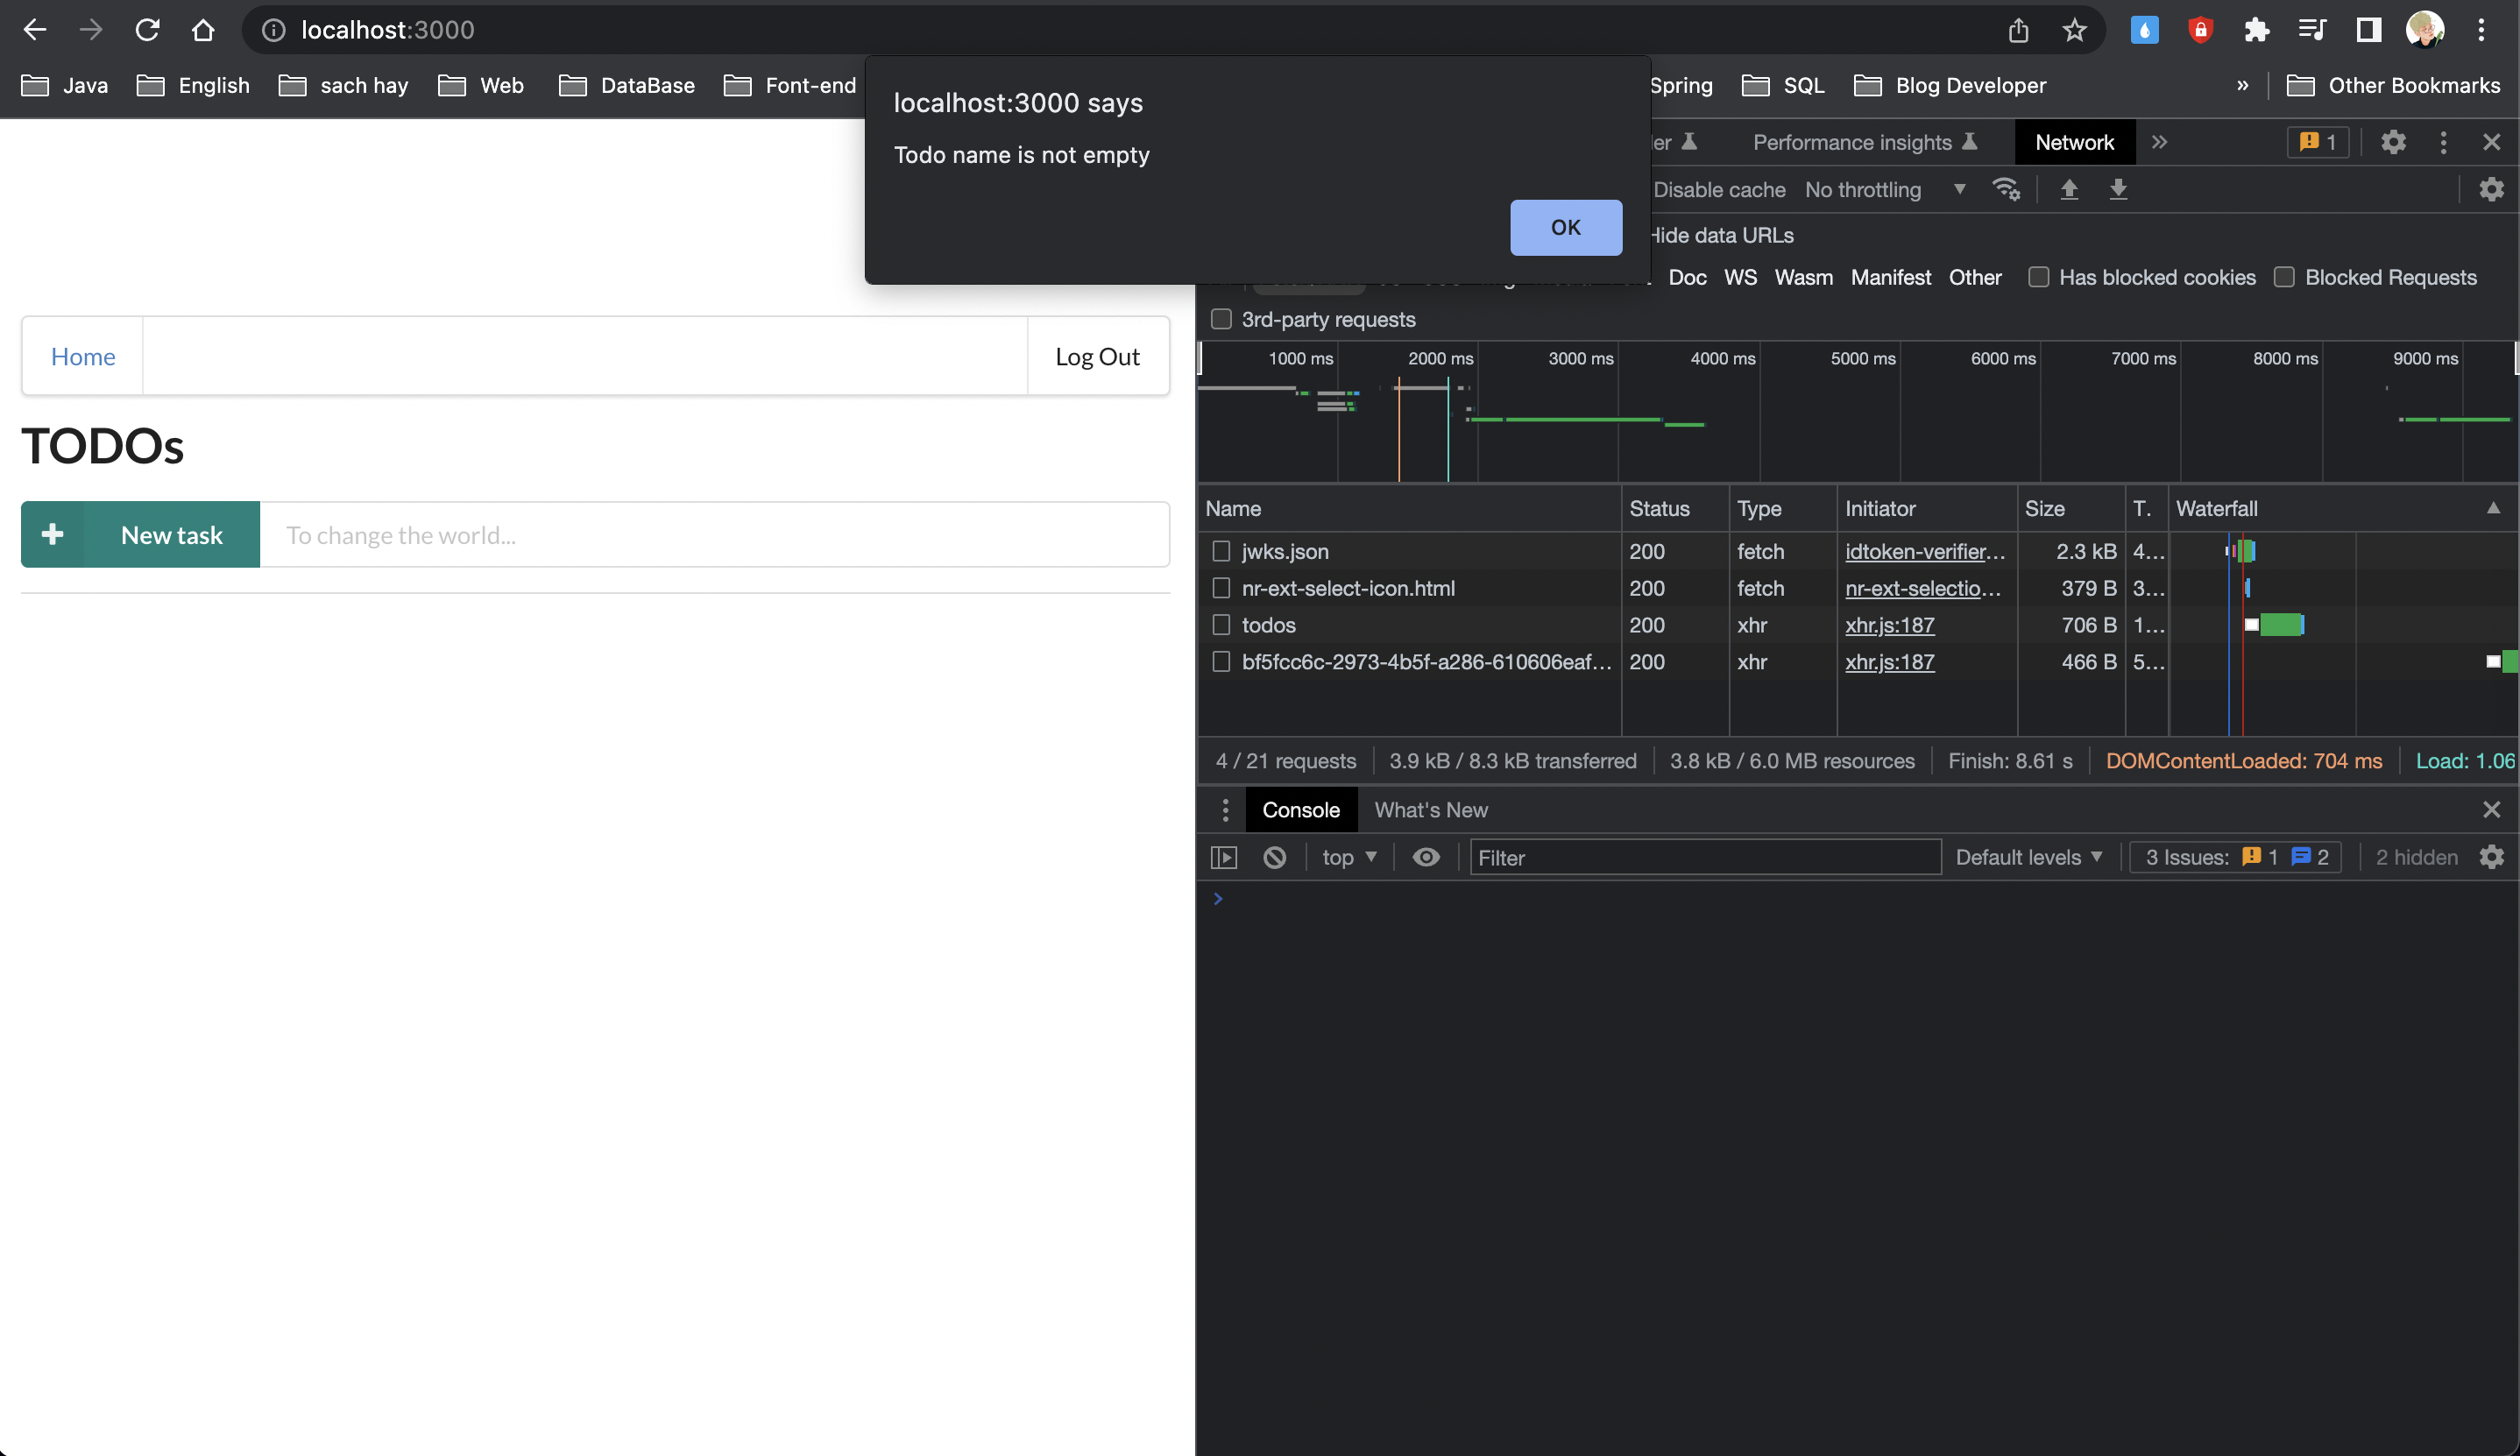 localhost:3000
Java English sach hay Web DataBase Font-end Spring SQL Blog Developer » Other Bookmarks
localhost:3000 says
Todo name is not empty
OK
Performance insights Network » 1
Disable cache No throttling
Hide data URLs
Doc WS Wasm Manifest Other Has blocked cookies Blocked Requests
3rd-party requests
1000 ms 2000 ms 3000 ms 4000 ms 5000 ms 6000 ms 7000 ms 8000 ms 9000 ms
Home Log Out
TODOs
New task To change the world...
Name Status Type Initiator Size T. Waterfall
jwks.json 200 fetch idtoken-verifier... 2.3 kB 4...
nr-ext-select-icon.html 200 fetch nr-ext-selectio... 379 B 3...
todos 200 xhr xhr.js:187 706 B 1...
bf5fcc6c-2973-4b5f-a286-610606eaf... 200 xhr xhr.js:187 466 B 5...
4 / 21 requests 3.9 kB / 8.3 kB transferred 3.8 kB / 6.0 MB resources Finish: 8.61 s DOMContentLoaded: 704 ms Load: 1.06
Console What's New
top Filter Default levels 3 Issues: 1 2 2 hidden